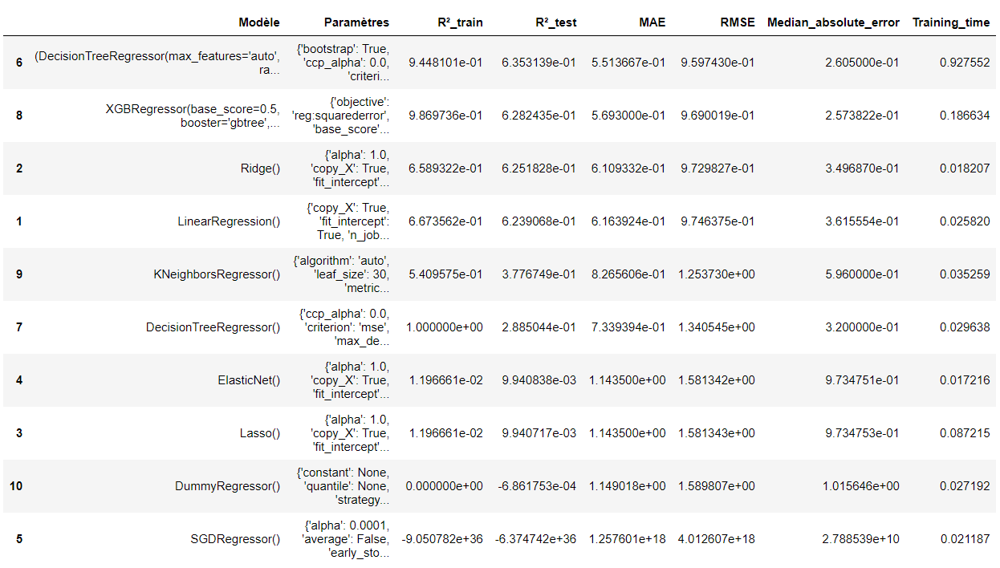 Modèle Paramètres R²_train R²_test MAE RMSE Median_absolute_error Training_time
6 (DecisionTreeRegressor(max_features='auto', ra... {'bootstrap': True, 'ccp_alpha': 0.0, 'criteri... 9.448101e-01 6.353139e-01 5.513667e-01 9.597430e-01 2.605000e-01 0.927552
8 XGBRegressor(base_score=0.5, booster='gbtree',... {'objective': 'reg:squarederror', 'base_score'... 9.869736e-01 6.282435e-01 5.693000e-01 9.690019e-01 2.573822e-01 0.186634
2 Ridge() {'alpha': 1.0, 'copy_X': True, 'fit_intercept'... 6.589322e-01 6.251828e-01 6.109332e-01 9.729827e-01 3.496870e-01 0.018207
1 LinearRegression() {'copy_X': True, 'fit_intercept': True, 'n_job... 6.673562e-01 6.239068e-01 6.163924e-01 9.746375e-01 3.615554e-01 0.025820
9 KNeighborsRegressor() {'algorithm': 'auto', 'leaf_size': 30, 'metric... 5.409575e-01 3.776749e-01 8.265606e-01 1.253730e+00 5.960000e-01 0.035259
7 DecisionTreeRegressor() {'ccp_alpha': 0.0, 'criterion': 'mse', 'max_de... 1.000000e+00 2.885044e-01 7.339394e-01 1.340545e+00 3.200000e-01 0.029638
4 ElasticNet() {'alpha': 1.0, 'copy_X': True, 'fit_intercept'... 1.196661e-02 9.940838e-03 1.143500e+00 1.581342e+00 9.734751e-01 0.017216
3 Lasso() {'alpha': 1.0, 'copy_X': True, 'fit_intercept'... 1.196661e-02 9.940717e-03 1.143500e+00 1.581343e+00 9.734753e-01 0.087215
10 DummyRegressor() {'constant': None, 'quantile': None, 'strategy... 0.000000e+00 -6.861753e-04 1.149018e+00 1.589807e+00 1.015646e+00 0.027192
5 SGDRegressor() {'alpha': 0.0001, 'average': False, 'early_sto... -9.050782e+36 -6.374742e+36 1.257601e+18 4.012607e+18 2.788539e+10 0.021187